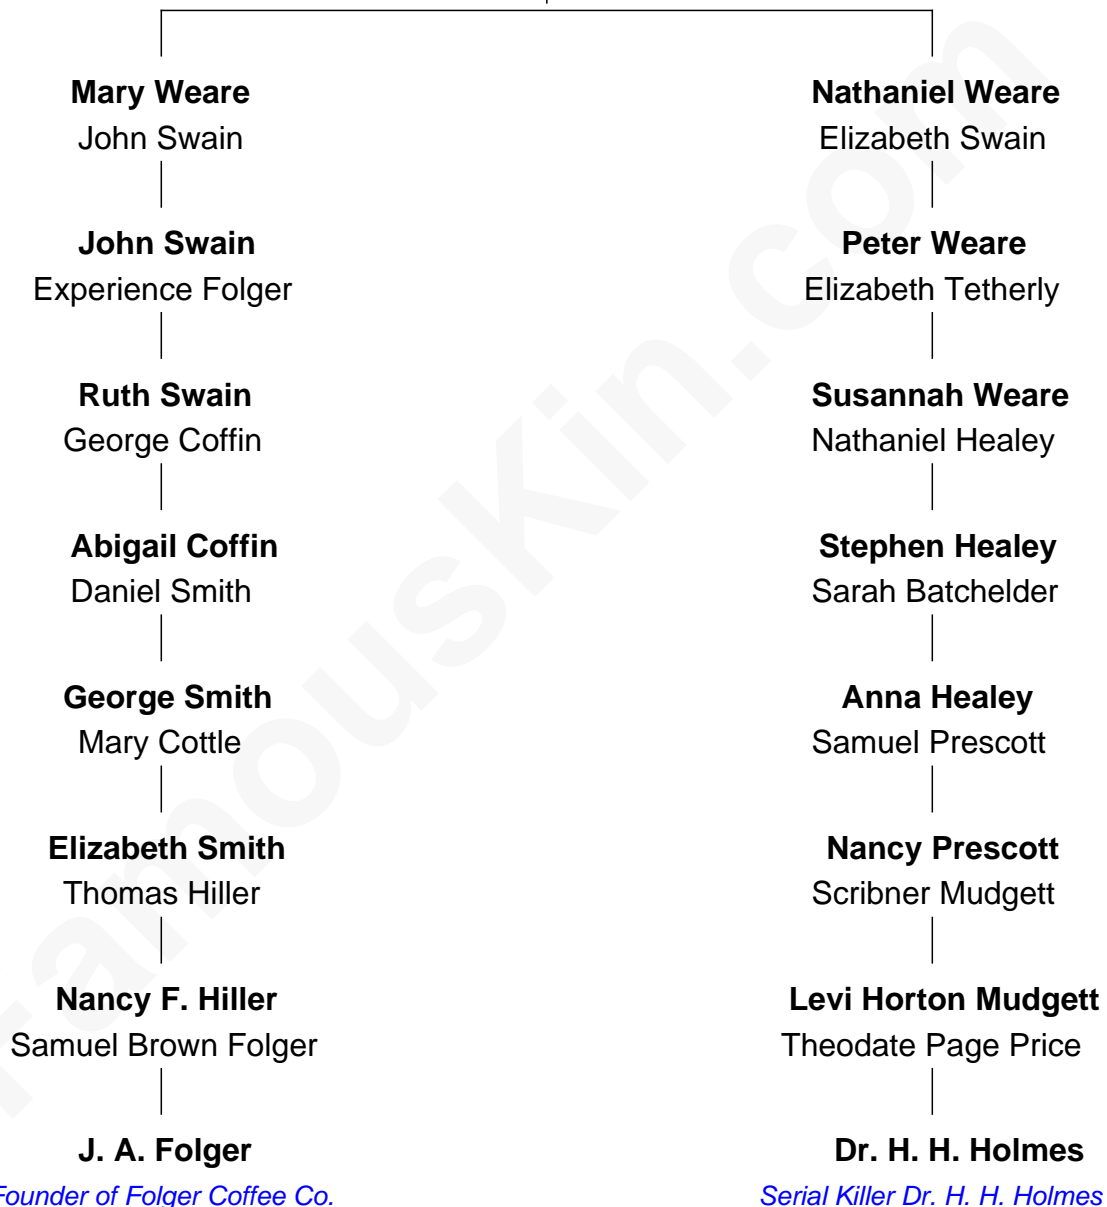 Mary Weare
John Swain
Nathaniel Weare
Elizabeth Swain
John Swain
Experience Folger
Peter Weare
Elizabeth Tetherly
Ruth Swain
George Coffin
Susannah Weare
Nathaniel Healey
Abigail Coffin
Daniel Smith
Stephen Healey
Sarah Batchelder
George Smith
Mary Cottle
Anna Healey
Samuel Prescott
Elizabeth Smith
Thomas Hiller
Nancy Prescott
Scribner Mudgett
Nancy F. Hiller
Samuel Brown Folger
Levi Horton Mudgett
Theodate Page Price
J. A. Folger
Founder of Folger Coffee Co.
Dr. H. H. Holmes
Serial Killer Dr. H. H. Holmes
FamousKin.com